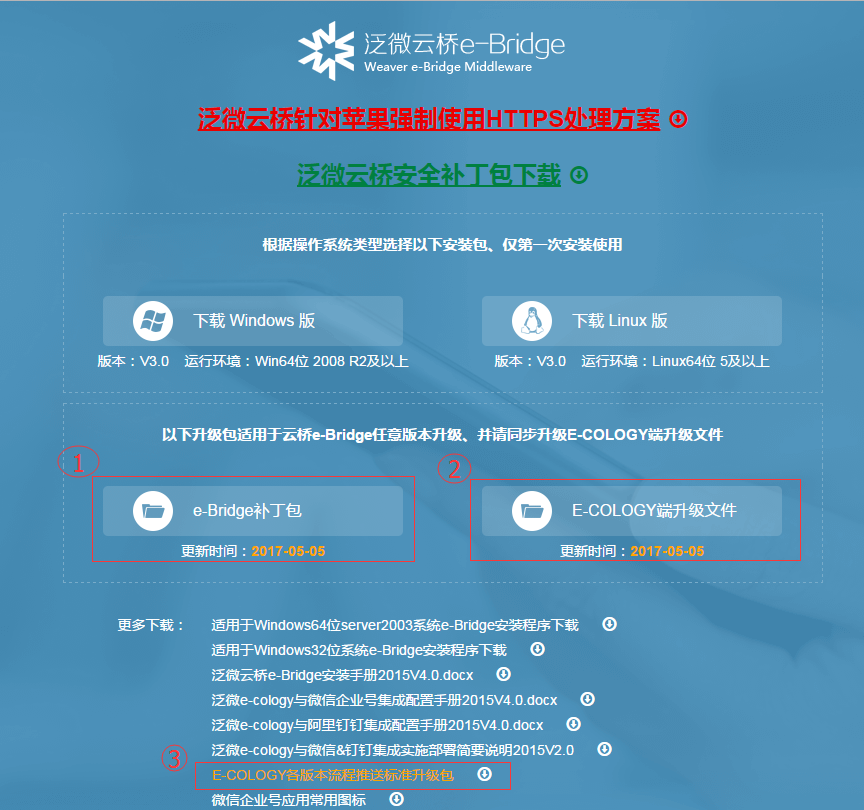 泛微云桥e-Bridge
Weaver e-Bridge Middleware
泛微云桥针对苹果强制使用HTTPS处理方案
泛微云桥安全补丁包下载
根据操作系统类型选择以下安装包、仅第一次安装使用
下载 Windows 版
下载 Linux 版
版本:V3.0 运行环境:Win64位 2008 R2及以上
版本:V3.0 运行环境:Linux64位 5及以上
以下升级包适用于云桥e-Bridge任意版本升级、并请同步升级E-COLOGY端升级文件
①
②
e-Bridge补丁包
E-COLOGY端升级文件
更新时间:2017-05-05
更新时间:2017-05-05
更多下载: 适用于Windows64位server2003系统e-Bridge安装程序下载
适用于Windows32位系统e-Bridge安装程序下载
泛微云桥e-Bridge安装手册2015V4.0.docx
泛微e-cology与微信企业号集成配置手册2015V4.0.docx
泛微e-cology与阿里钉钉集成配置手册2015V4.0.docx
泛微e-cology与微信&钉钉集成实施部署简要说明2015V2.0
③
E-COLOGY各版本流程推送标准升级包
微信企业号应用常用图标